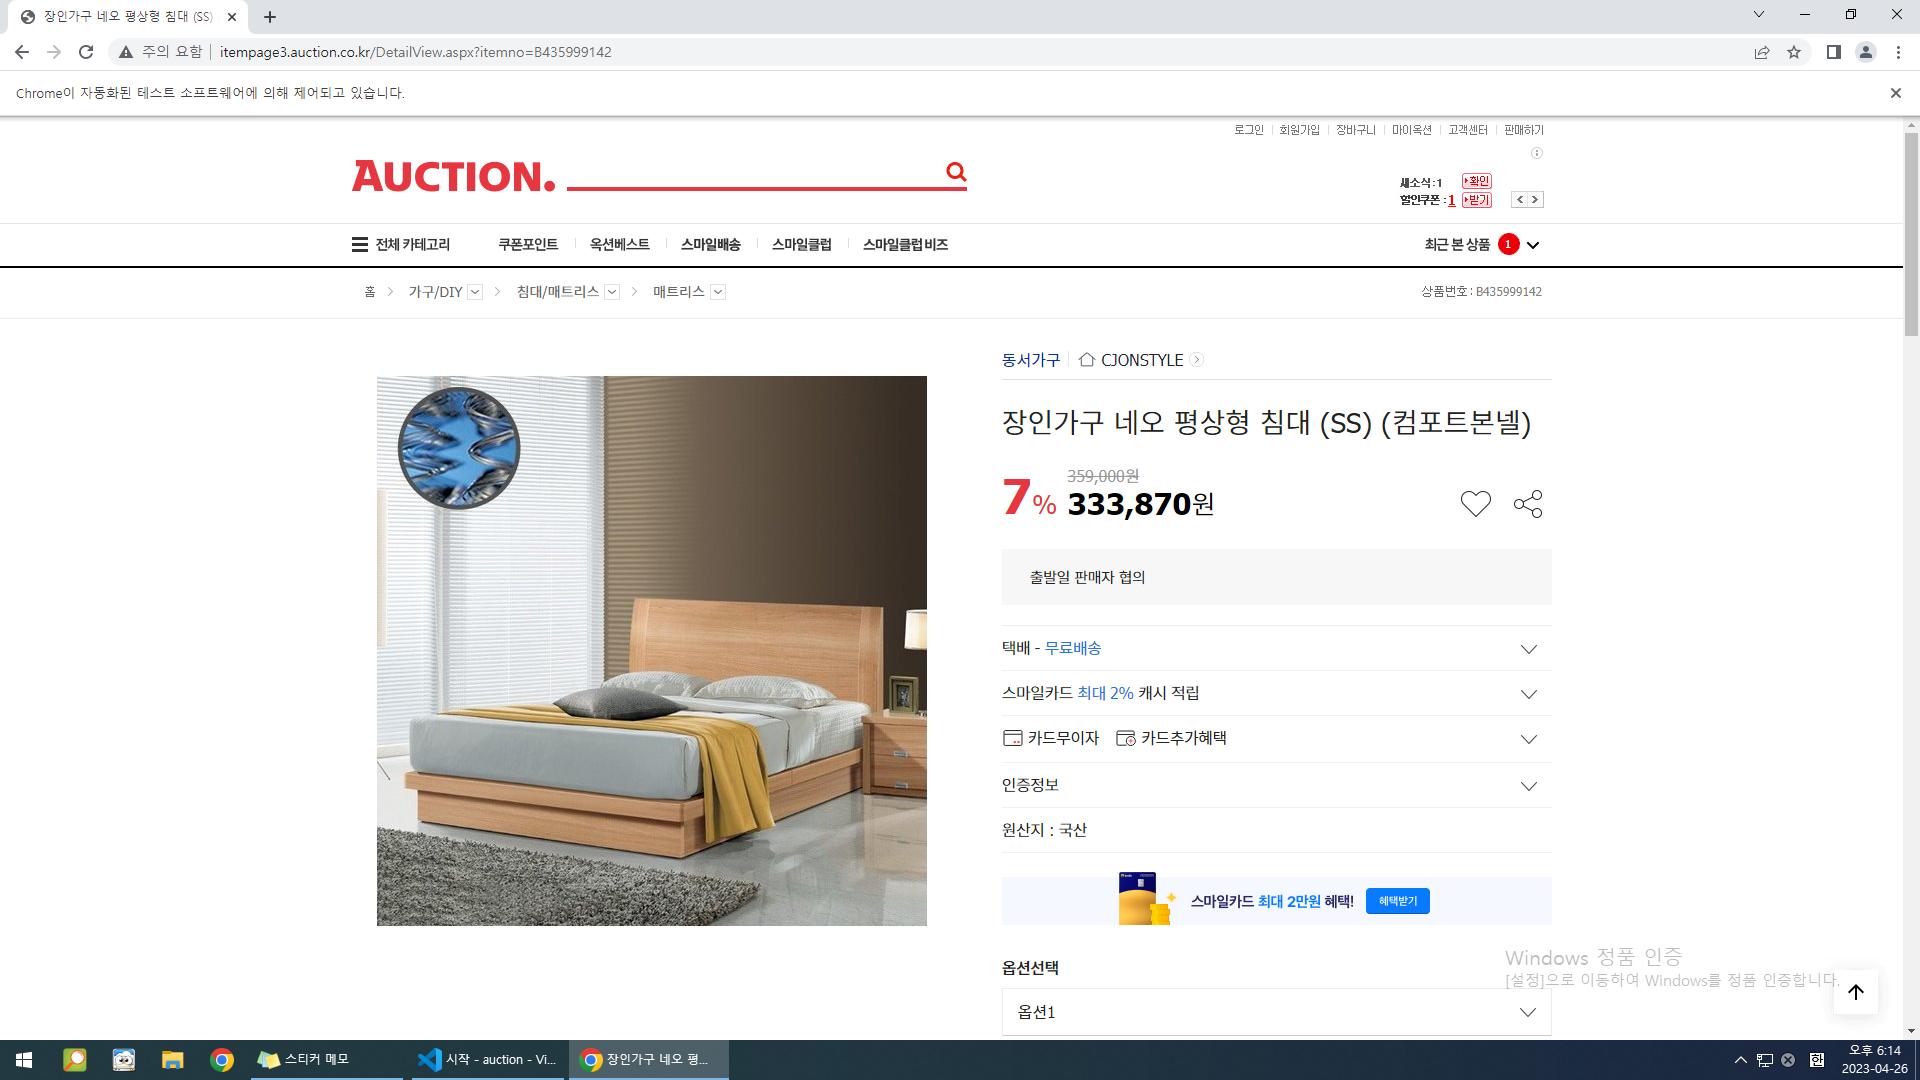 장인가구 네오 평상형 침대 (SS)
주의 요함
itempage3.auction.co.kr/DetailView.aspx?itemno=B435999142
Chrome이 자동화된 테스트 소프트웨어에 의해 제어되고 있습니다.
로그인 회원가입 장바구니 마이옥션 고객센터 판매하기
AUCTION.
새소식 : 1 확인
할인쿠폰 : 1 받기
전체 카테고리 쿠폰포인트 옥션베스트 스마일배송 스마일클럽 스마일클럽 비즈 최근 본 상품 1
홈 가구/DIY 침대/매트리스 매트리스 상품번호 : B435999142
동서가구 CJONSTYLE
장인가구 네오 평상형 침대 (SS) (컴포트본넬)
359,000원
7% 333,870원
출발일 판매자 협의
택배 - 무료배송
스마일카드 최대 2% 캐시 적립
카드무이자 카드추가혜택
인증정보
원산지 : 국산
스마일카드 최대 2만원 혜택! 혜택받기
옵션선택
옵션1
Windows 정품 인증
[설정]으로 이동하여 Windows를 정품 인증합니다.
스티커 메모
시작 - auction - Vi...
장인가구 네오 평...
한
오후 6:14
2023-04-26